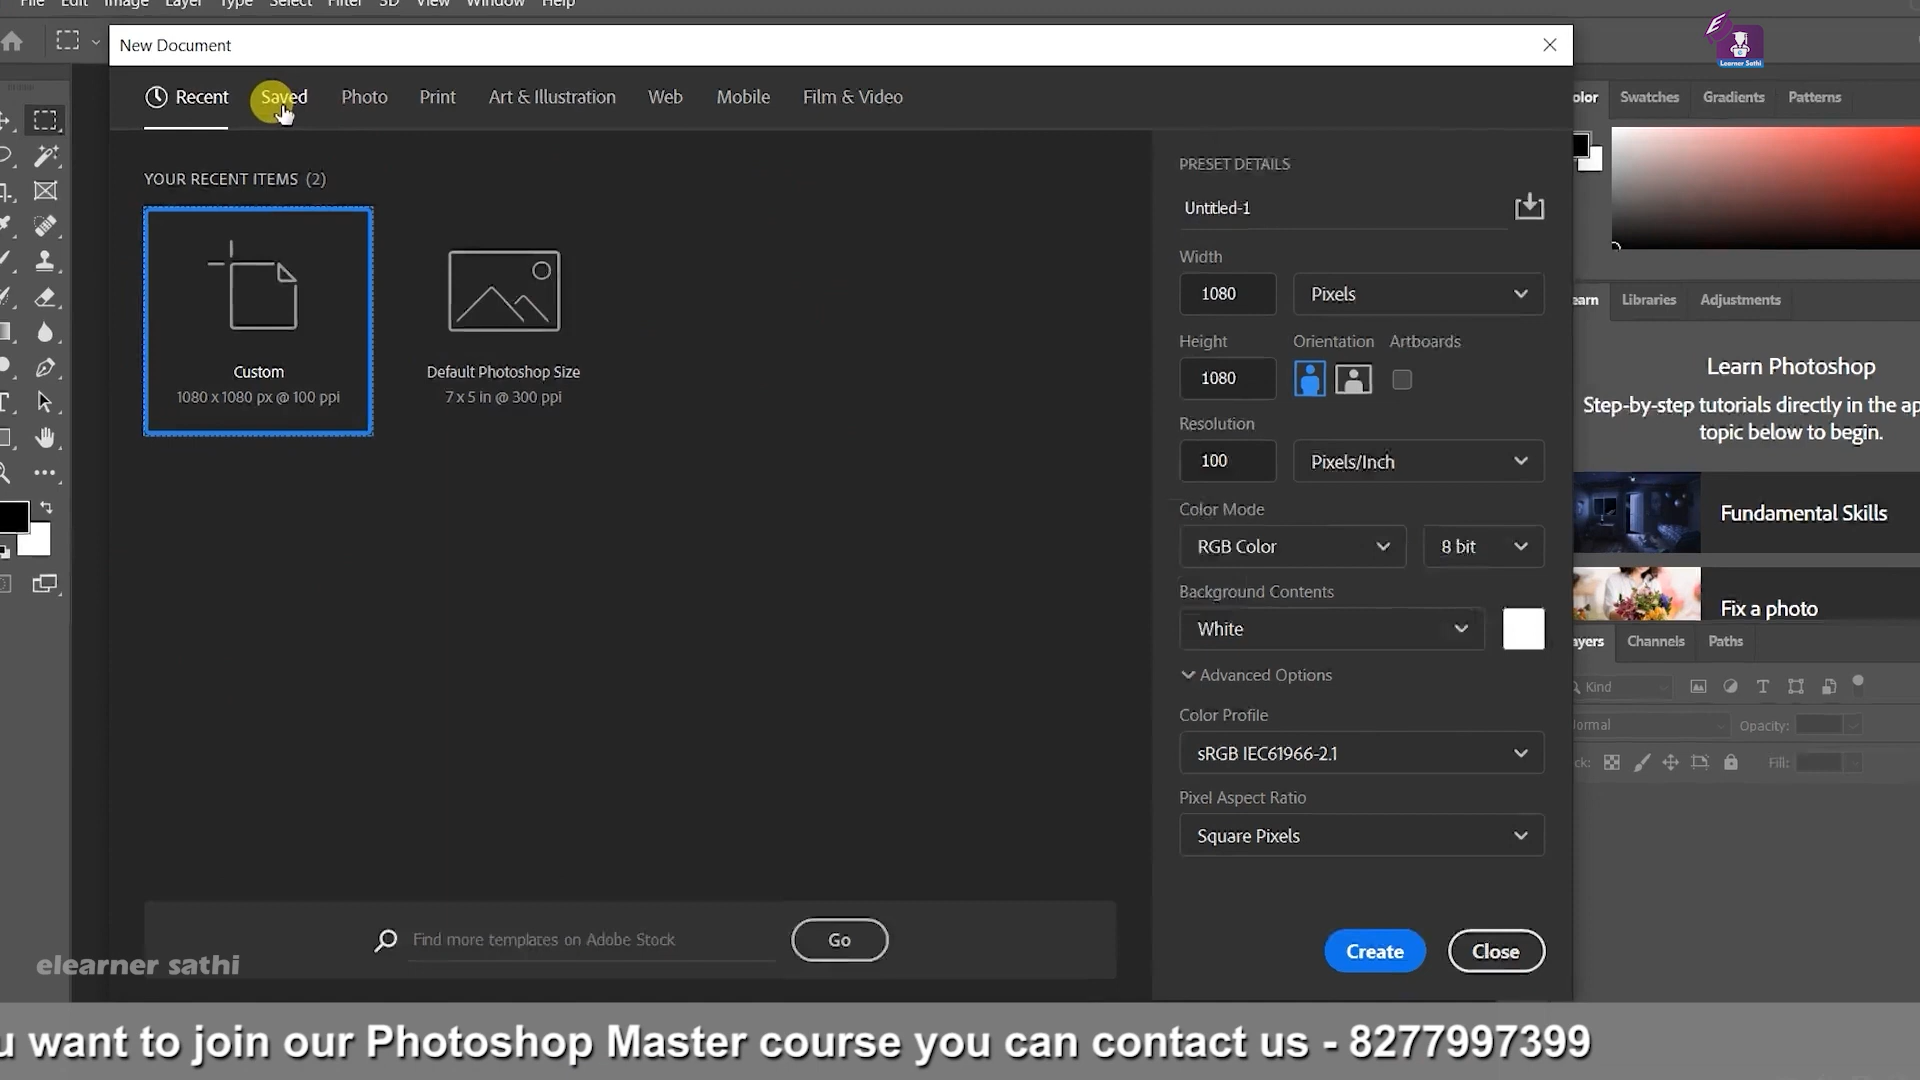 File Edit Image Layer Type Select Filter 3D View Window Help
Learner Sathi
New Document
Recent Saved Photo Print Art & Illustration Web Mobile Film & Video
YOUR RECENT ITEMS (2)
Custom
1080 x 1080 px @ 100 ppi
Default Photoshop Size
7 x 5 in @ 300 ppi
Find more templates on Adobe Stock
Go
PRESET DETAILS
Untitled-1
Width
1080 Pixels
Height Orientation Artboards
1080
Resolution
100 Pixels/Inch
Color Mode
RGB Color 8 bit
Background Contents
White
Advanced Options
Color Profile
sRGB IEC61966-2.1
Pixel Aspect Ratio
Square Pixels
Create Close
olor Swatches Gradients Patterns
earn Libraries Adjustments
Learn Photoshop
Step-by-step tutorials directly in the ap
topic below to begin.
Fundamental Skills
Fix a photo
ayers Channels Paths
Kind
ormal Opacity:
ck: Fill:
elearner sathi
u want to join our Photoshop Master course you can contact us - 8277997399